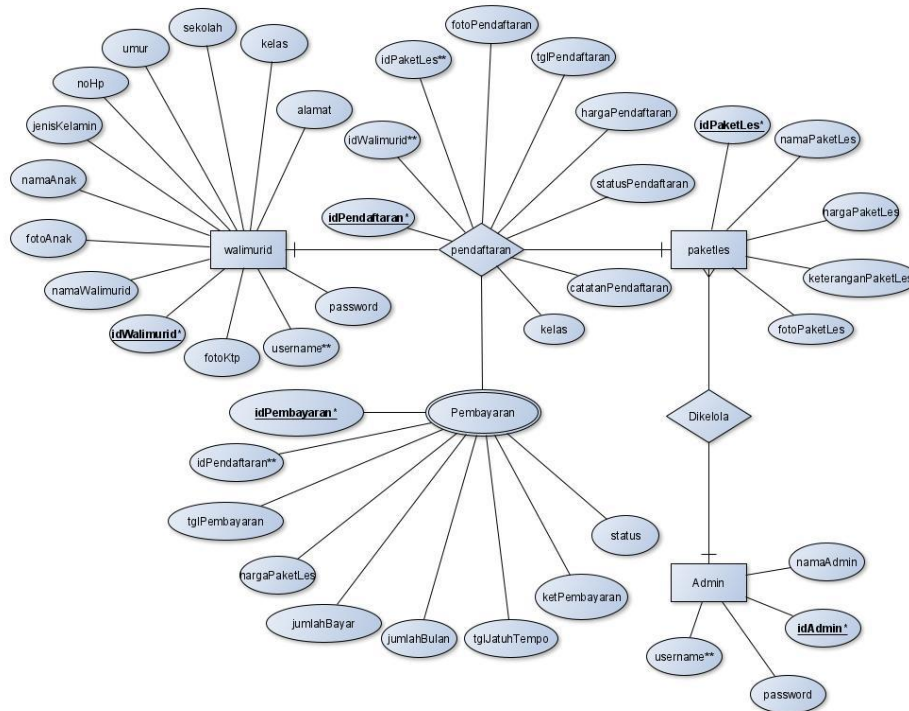 sekolah
umur
kelas
noHp
alamat
jenisKelamin
namaAnak
fotoAnak
walimurid
namaWalimurid
idWalimurid*
fotoKtp
username**
password
fotoPendaftaran
idPaketLes**
tglPendaftaran
idWalimurid**
hargaPendaftaran
statusPendaftaran
idPendaftaran*
pendaftaran
catatanPendaftaran
kelas
idPaketLes*
namaPaketLes
hargaPaketLes
paketles
keteranganPaketLes
fotoPaketLes
Dikelola
idPembayaran*
Pembayaran
idPendaftaran**
tglPembayaran
hargaPaketLes
jumlahBayar
jumlahBulan
tglJatuhTempo
ketPembayaran
status
namaAdmin
Admin
idAdmin*
username**
password